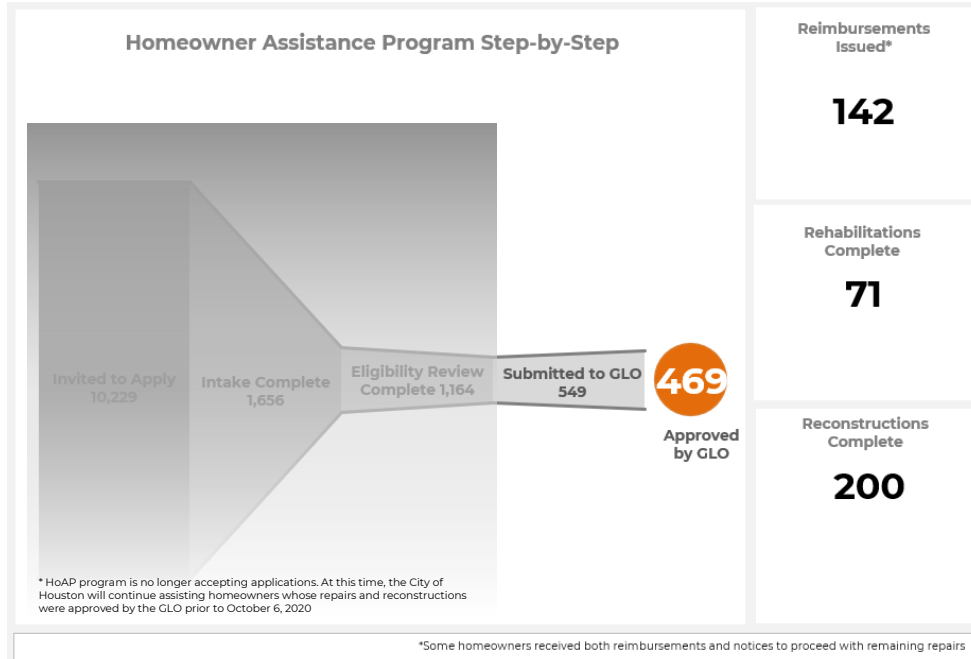 Homeowner Assistance Program Step-by-Step
Invited to Apply
10,229
Intake Complete
1,656
Eligibility Review
Complete 1,164
Submitted to GLO
549
469
Approved
by GLO
* HoAP program is no longer accepting applications. At this time, the City of
Houston will continue assisting homeowners whose repairs and reconstructions
were approved by the GLO prior to October 6, 2020
Reimbursements
Issued*
142
Rehabilitations
Complete
71
Reconstructions
Complete
200
*Some homeowners received both reimbursements and notices to proceed with remaining repairs